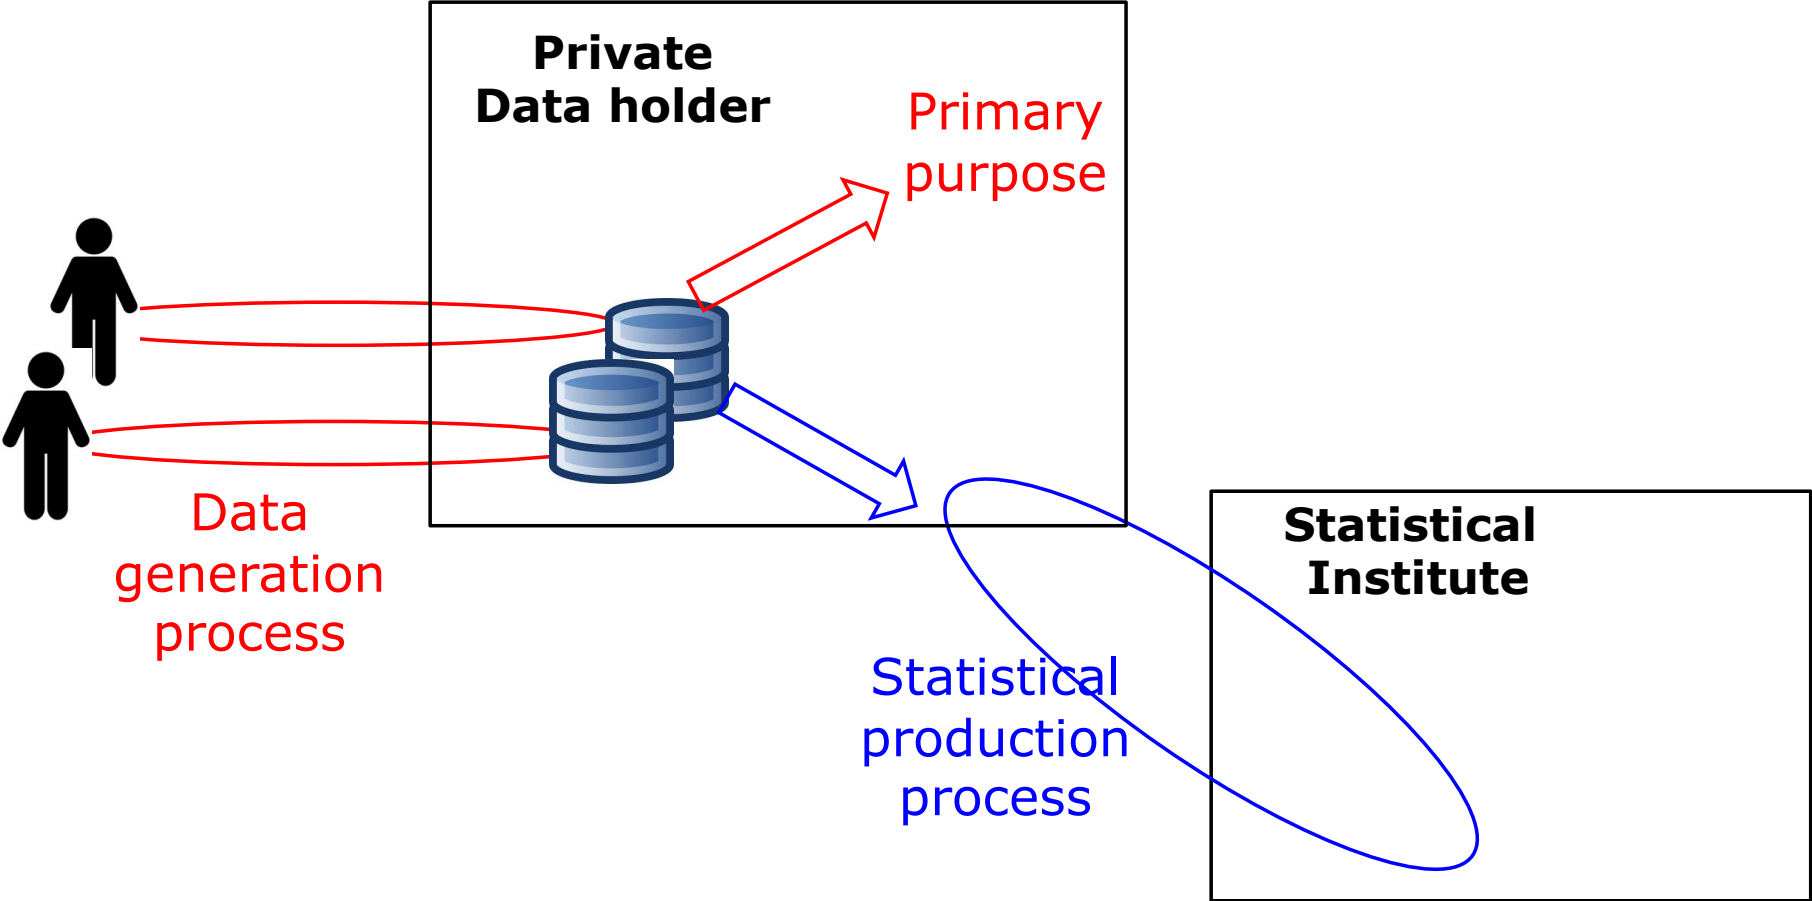 Private
Data holder
Primary
purpose
Data
generation
process
Statistical
Institute
Statistical
production
process